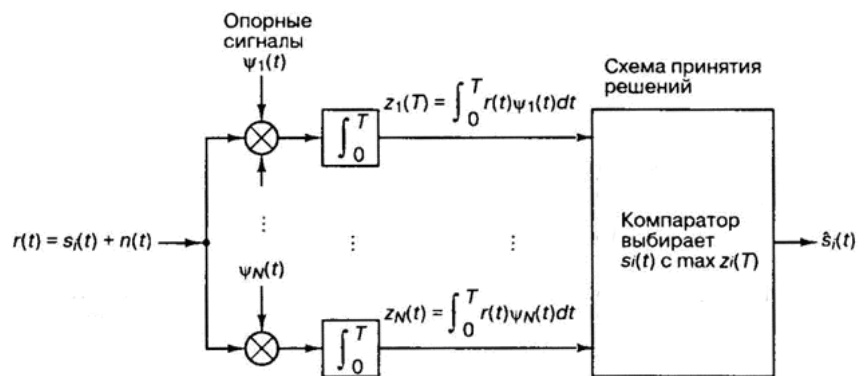 Опорные
сигналы
ψ₁(t)
z₁(T) = ∫₀ᵀ r(t)ψ₁(t)dt
Схема принятия
решений
∫₀ᵀ
r(t) = sᵢ(t) + n(t)
...
...
...
Компаратор
выбирает
sᵢ(t) с max zᵢ(T)
ŝᵢ(t)
ψN(t)
zN(t) = ∫₀ᵀ r(t)ψN(t)dt
∫₀ᵀ